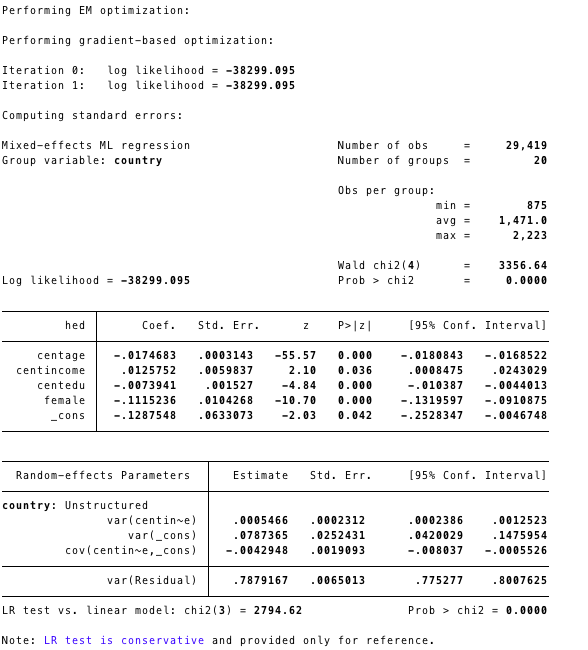 Performing EM optimization:
Performing gradient-based optimization:
Iteration 0:   log likelihood = -38299.095
Iteration 1:   log likelihood = -38299.095
Computing standard errors:
Mixed-effects ML regression                     Number of obs     =     29,419
Group variable: country                         Number of groups  =         20
Obs per group:
min =        875
avg =    1,471.0
max =      2,223
Wald chi2(4)      =    3356.64
Log likelihood = -38299.095                     Prob > chi2       =     0.0000
hed |      Coef.   Std. Err.      z    P>|z|     [95% Conf. Interval]
centage |  -.0174683   .0003143   -55.57   0.000    -.0180843   -.0168522
centincome |   .0125752   .0059837     2.10   0.036     .0008475    .0243029
centedu |  -.0073941    .001527    -4.84   0.000     -.010387   -.0044013
female |  -.1115236   .0104268   -10.70   0.000    -.1319597   -.0910875
_cons |  -.1287548   .0633073    -2.03   0.042    -.2528347   -.0046748
Random-effects Parameters  |   Estimate   Std. Err.     [95% Conf. Interval]
country: Unstructured
var(centin~e) |   .0005466   .0002312      .0002386    .0012523
var(_cons) |   .0787365   .0252431      .0420029    .1475954
cov(centin~e,_cons) |  -.0042948   .0019093     -.008037   -.0005526
var(Residual) |   .7879167   .0065013       .775277    .8007625
LR test vs. linear model: chi2(3) = 2794.62               Prob > chi2 = 0.0000
Note: LR test is conservative and provided only for reference.